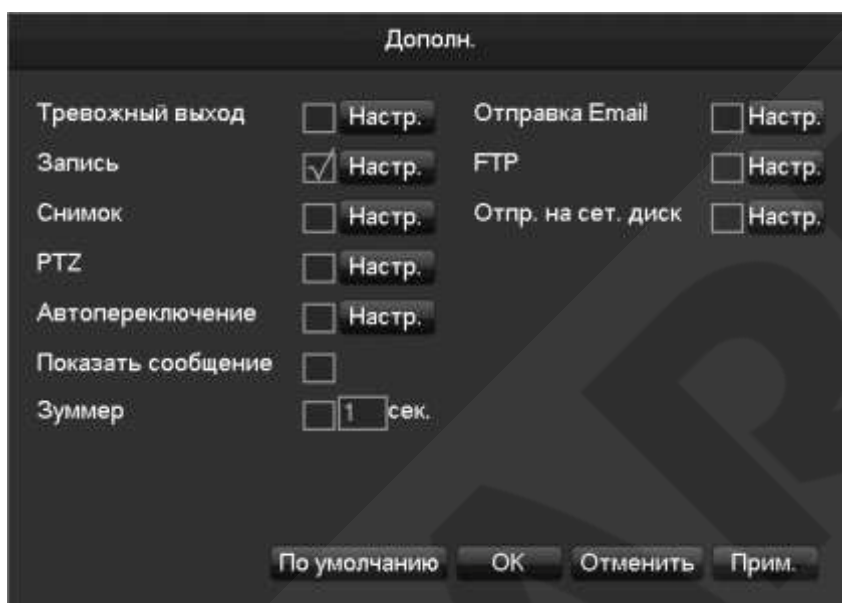 Дополн.
Тревожный выход Настр. Отправка Email Настр.
Запись Настр. FTP Настр.
Снимок Настр. Отпр. на сет. диск Настр.
PTZ Настр.
Автопереключение Настр.
Показать сообщение
Зуммер 1 сек.
По умолчанию OK Отменить Прим.